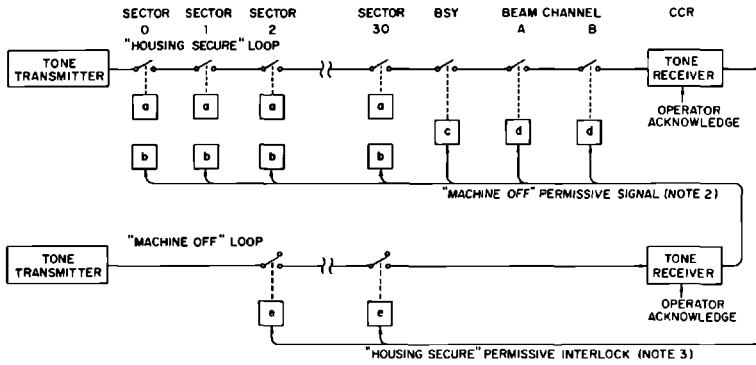 SECTOR 0
SECTOR 1
SECTOR 2
SECTOR 30
BSY
BEAM CHANNEL
A
B
CCR
"HOUSING SECURE" LOOP
TONE TRANSMITTER
TONE RECEIVER
a
a
a
a
OPERATOR ACKNOWLEDGE
c
d
d
b
b
b
b
"MACHINE OFF" PERMISSIVE SIGNAL (NOTE 2)
"MACHINE OFF" LOOP
TONE TRANSMITTER
TONE RECEIVER
e
e
OPERATOR ACKNOWLEDGE
"HOUSING SECURE" PERMISSIVE INTERLOCK (NOTE 3)